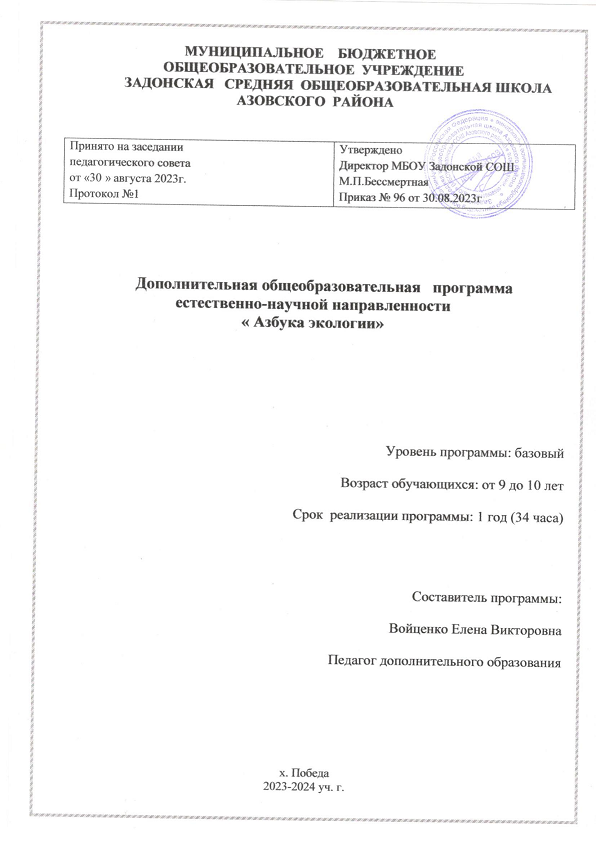 МУНИЦИПАЛЬНОЕ БЮДЖЕТНОЕ
ОБЩЕОБРАЗОВАТЕЛЬНОЕ УЧРЕЖДЕНИЕ
ЗАДОНСКАЯ СРЕДНЯЯ ОБЩЕОБРАЗОВАТЕЛЬНАЯ ШКОЛА
АЗОВСКОГО РАЙОНА
Принято на заседании
педагогического совета
от «30 » августа 2023г.
Протокол №1
Утверждено
Директор МБОУ Задонской СОШ
М.П.Бессмертная
Приказ № 96 от 30.08.2023г
Дополнительная общеобразовательная программа
естественно-научной направленности
« Азбука экологии»
Уровень программы: базовый
Возраст обучающихся: от 9 до 10 лет
Срок реализации программы: 1 год (34 часа)
Составитель программы:
Войценко Елена Викторовна
Педагог дополнительного образования
х. Победа
2023-2024 уч. г.